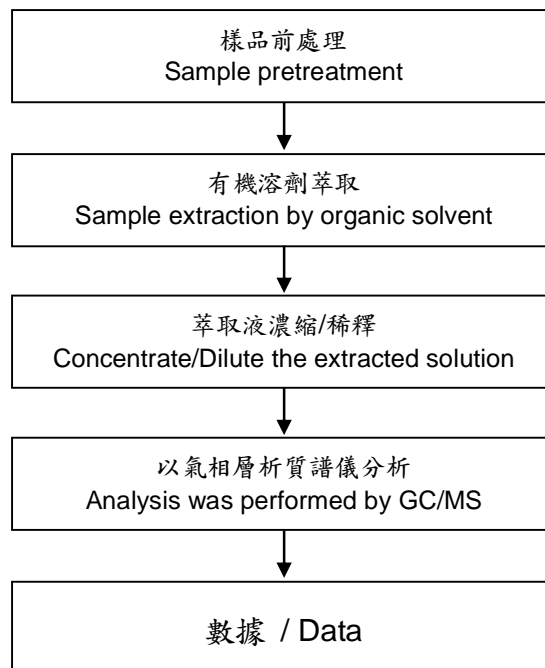 樣品前處理
Sample pretreatment
有機溶劑萃取
Sample extraction by organic solvent
萃取液濃縮/稀釋
Concentrate/Dilute the extracted solution
以氣相層析質譜儀分析
Analysis was performed by GC/MS
數據 / Data